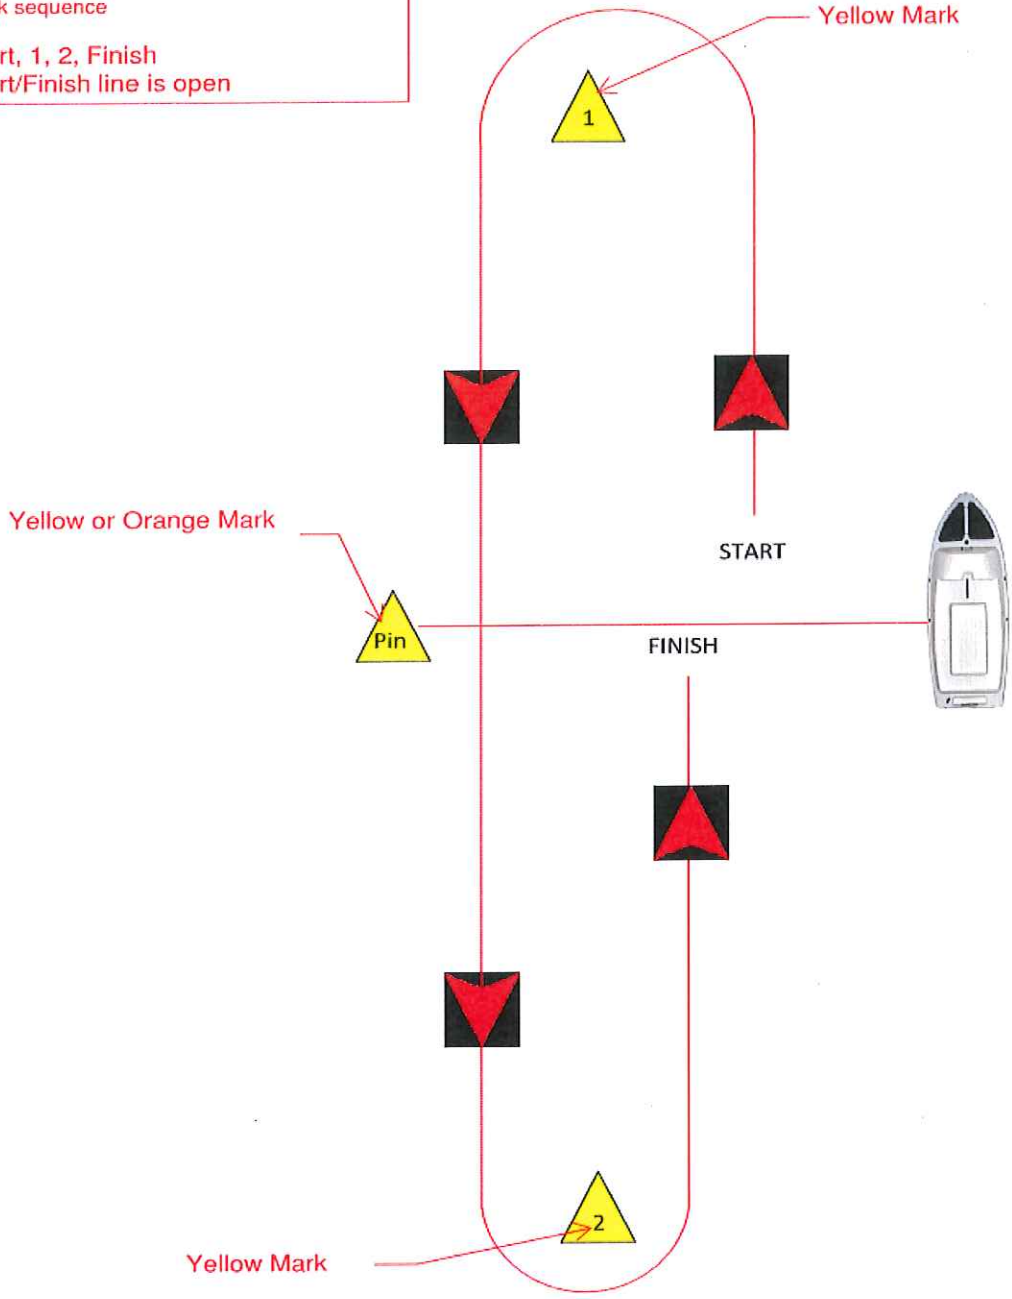 k sequence
Yellow Mark
rt, 1, 2, Finish
rt/Finish line is open
1
Yellow or Orange Mark
START
Pin
FINISH
2
Yellow Mark